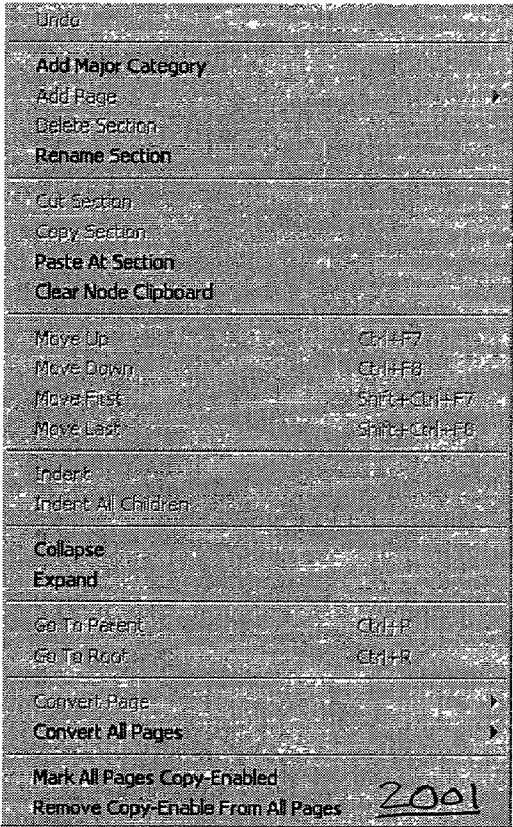 Undo
Add Major Category
Add Page
Delete Section
Rename Section
Cut Section
Copy Section
Paste At Section
Clear Node Clipboard
Move Up Ctrl+F7
Move Down Ctrl+F8
Move First Shift+Ctrl+F7
Move Last Shift+Ctrl+F8
Indent
Indent All Children
Collapse
Expand
Go To Parent Ctrl+P
Go To Root Ctrl+R
Convert Page
Convert All Pages
Mark All Pages Copy-Enabled
Remove Copy-Enable From All Pages
2001